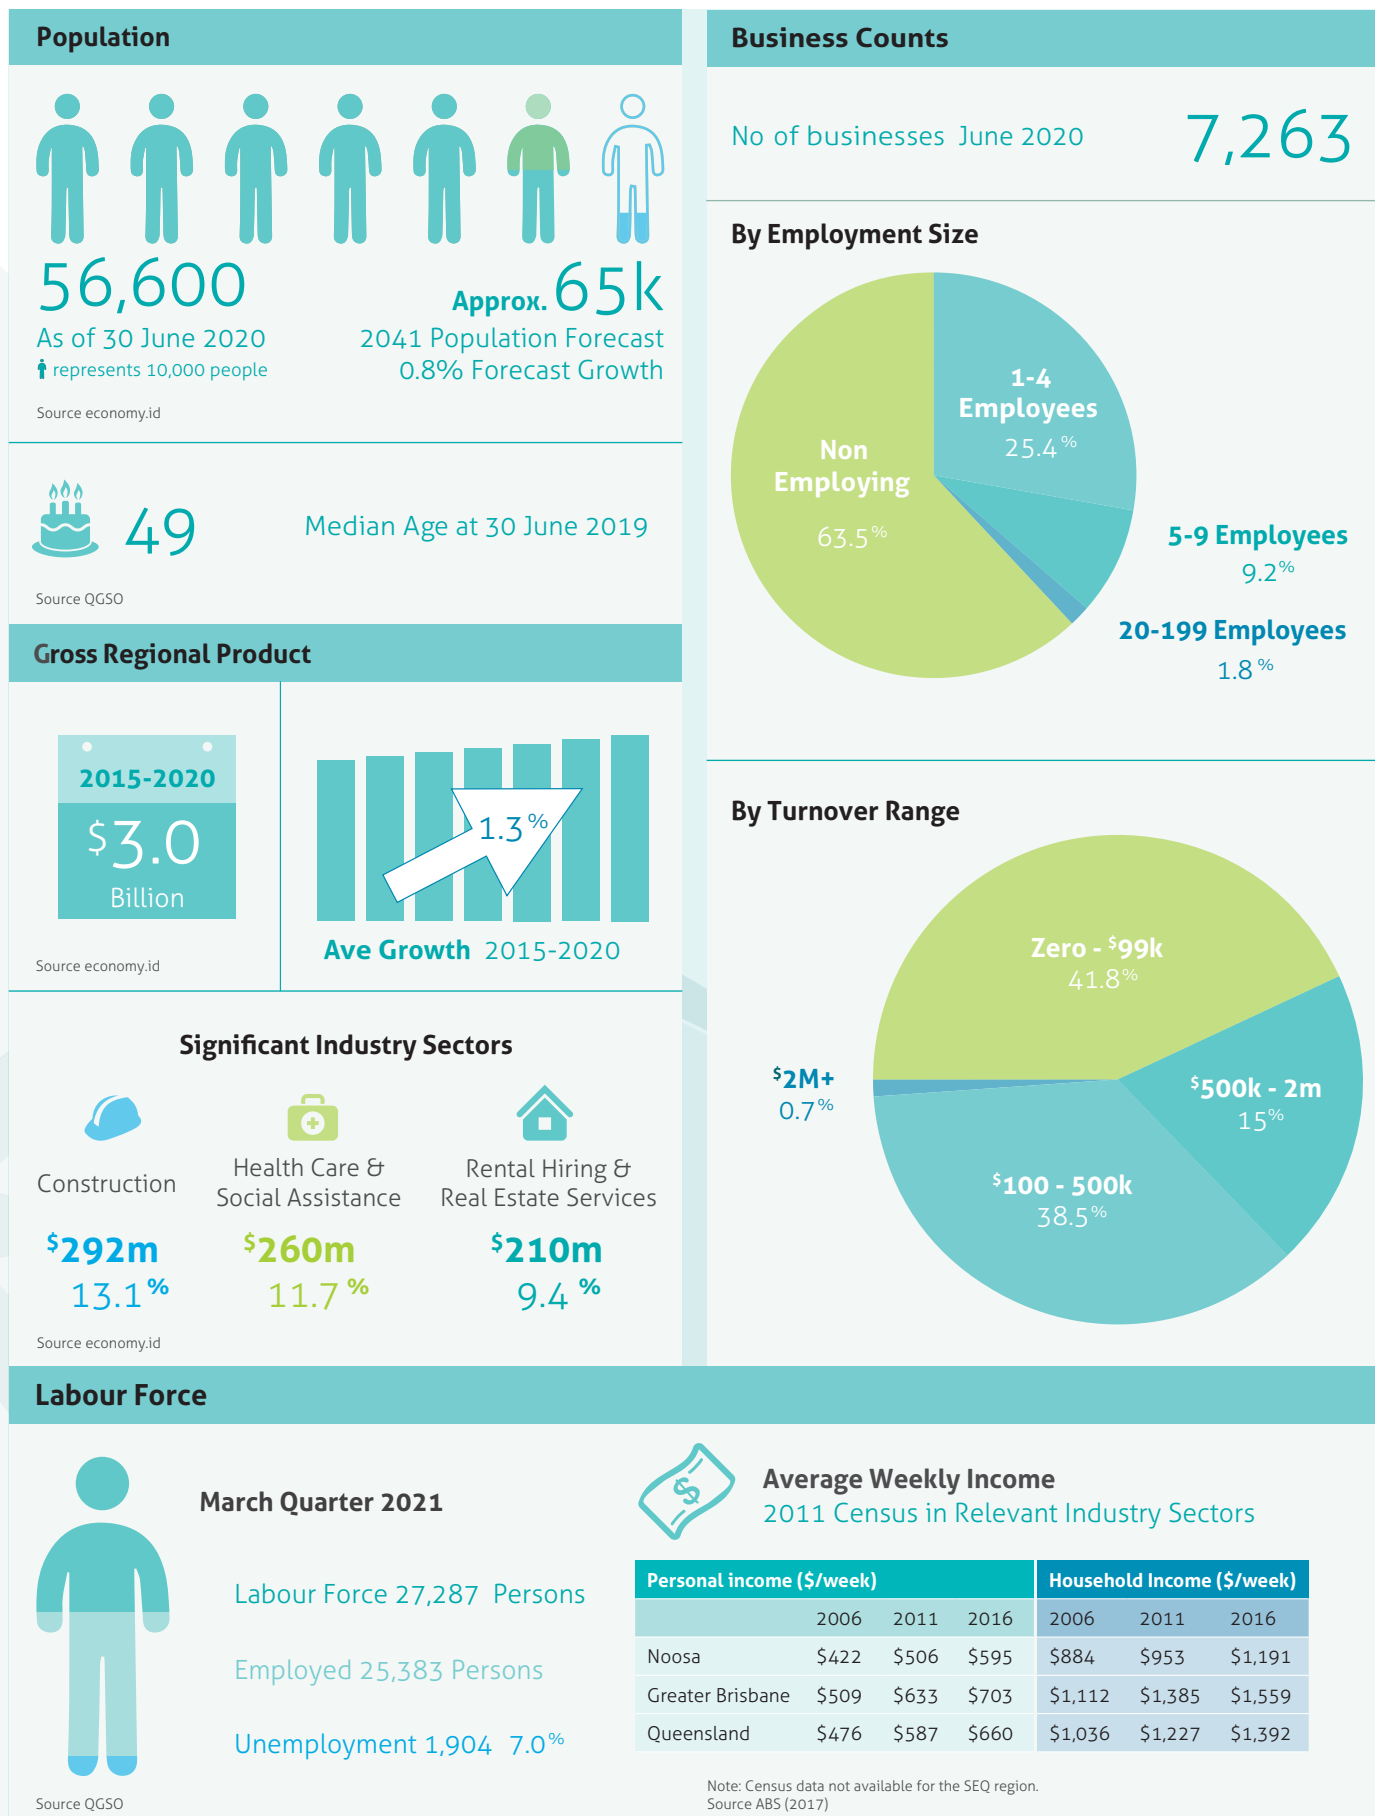 Population
56,600
As of 30 June 2020
represents 10,000 people
Approx. 65k
2041 Population Forecast
0.8% Forecast Growth
Source economy.id
49
Median Age at 30 June 2019
Source QGSO
Gross Regional Product
2015-2020
$3.0
Billion
Source economy.id
1.3%
Ave Growth 2015-2020
Significant Industry Sectors
Construction
$292m
13.1%
Health Care &
Social Assistance
$260m
11.7%
Rental Hiring &
Real Estate Services
$210m
9.4%
Source economy.id
Business Counts
No of businesses June 2020 7,263
By Employment Size
1-4
Employees
25.4%
Non
Employing
63.5%
5-9 Employees
9.2%
20-199 Employees
1.8%
By Turnover Range
Zero - $99k
41.8%
$2M+
0.7%
$500k - 2m
15%
$100 - 500k
38.5%
Labour Force
March Quarter 2021
Labour Force 27,287 Persons
Employed 25,383 Persons
Unemployment 1,904 7.0%
Source QGSO
$
Average Weekly Income
2011 Census in Relevant Industry Sectors
Personal income ($/week) Household Income ($/week)
2006 2011 2016 2006 2011 2016
Noosa $422 $506 $595 $884 $953 $1,191
Greater Brisbane $509 $633 $703 $1,112 $1,385 $1,559
Queensland $476 $587 $660 $1,036 $1,227 $1,392
Note: Census data not available for the SEQ region.
Source ABS (2017)